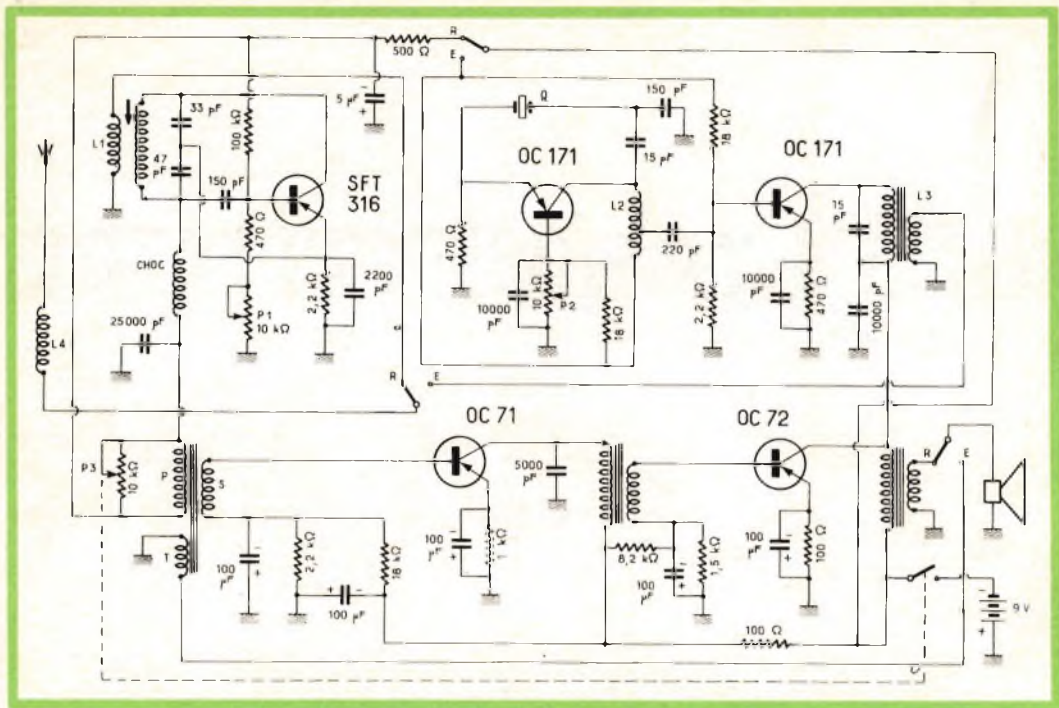 500 Ω
R
E
5 µF
-
+
33 pF
47 pF
L1
100 kΩ
150 pF
SFT 316
470 Ω
CHOC
P1
10 kΩ
2,2 kΩ
2200 pF
25000 pF
L4
Q
150 pF
18 kΩ
15 pF
OC 171
OC 171
L2
470 Ω
220 pF
10000 pF
10 kΩ
P2
18 kΩ
2,2 kΩ
15 pF
L3
10000 pF
470 Ω
10000 pF
R
E
OC 71
OC 72
P3
10 kΩ
P
S
T
5000 pF
R
E
100 µF
-
+
2,2 kΩ
+
-
100 µF
18 kΩ
100 µF
-
+
1 kΩ
8,2 kΩ
100 µF
-
+
1,5 kΩ
100 µF
-
+
100 Ω
100 Ω
-
+
9 V